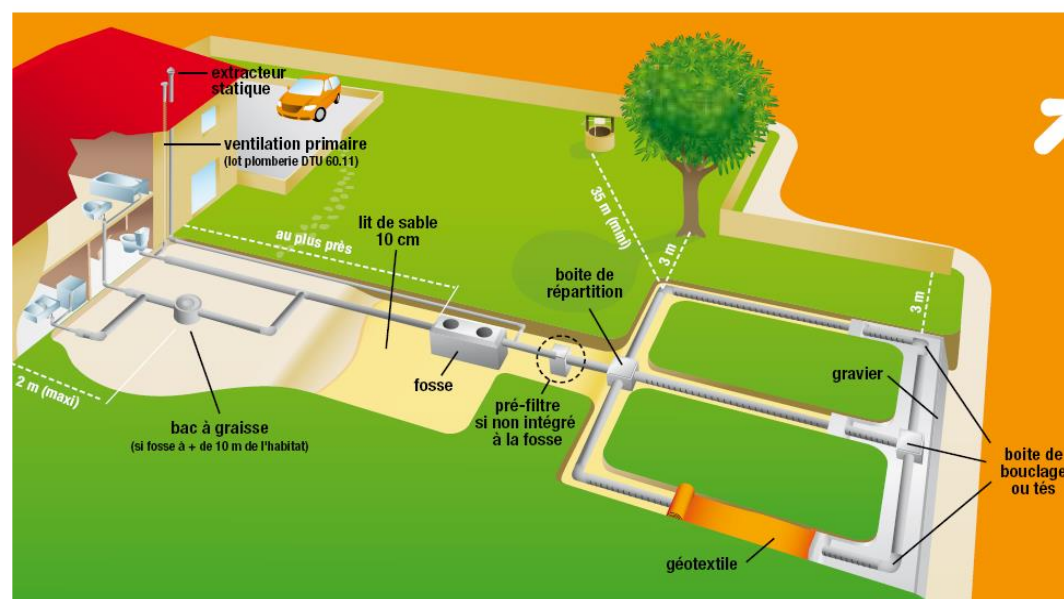 extracteur
statique
ventilation primaire
(lot plomberie DTU 60.11)
lit de sable
10 cm
au plus près
35 m (mini)
3 m
boite de
répartition
3 m
gravier
fosse
2 m (maxi)
bac à graisse
(si fosse à + de 10 m de l'habitat)
pré-filtre
si non intégré
à la fosse
boite de
bouclage
ou tés
géotextile